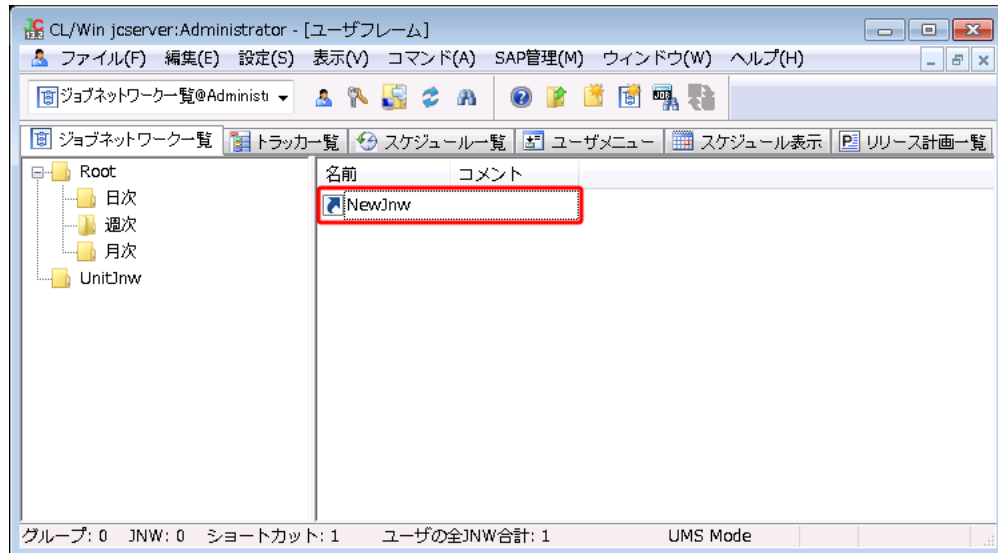 CL/Win jcserver:Administrator - [ユーザフレーム]
ファイル(F) 編集(E) 設定(S) 表示(V) コマンド(A) SAP管理(M) ウィンドウ(W) ヘルプ(H)
ジョブネットワーク一覧@Administ
ジョブネットワーク一覧 トラッカ一覧 スケジュール一覧 ユーザメニュー スケジュール表示 リリース計画一覧
Root
日次
週次
月次
UnitJnw
名前 コメント
NewJnw
グループ: 0 JNW: 0 ショートカット: 1 ユーザの全JNW合計: 1 UMS Mode